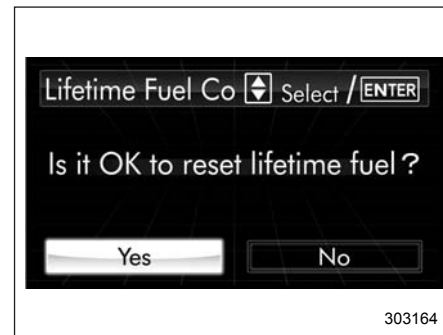 Lifetime Fuel Co Select / ENTER
Is it OK to reset lifetime fuel ?
Yes No
303164